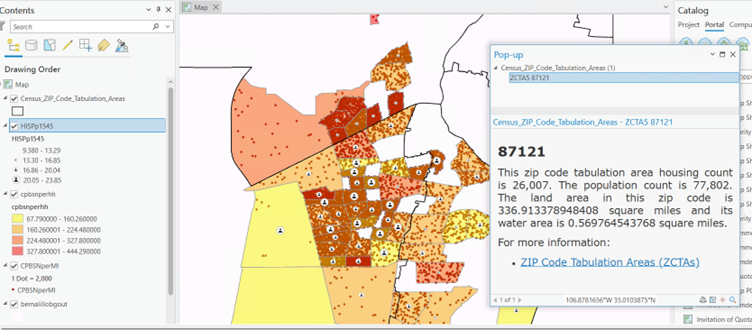 Contents
Search
Drawing Order
Map
Census_ZIP_Code_Tabulation_Areas
HISPp1545
HISPp1545
9.380 - 13.29
13.30 - 16.85
16.86 - 20.04
20.05 - 23.85
cpbsnperhh
cpbsnperhh
67.790000 - 160.260000
160.260001 - 224.480000
224.480001 - 327.800000
327.800001 - 444.290000
CPBSNperMI
1 Dot = 2,000
CPBSNperMI
bernalillobgout
Map
Pop-up
Census_ZIP_Code_Tabulation_Areas (1)
ZCTA5 87121
Census_ZIP_Code_Tabulation_Areas - ZCTA5 87121
87121
This zip code tabulation area housing count
is 26,007. The population count is 77,802.
The land area in this zip code is
336.913378948408 square miles and its
water area is 0.569764543768 square miles.
For more information:
ZIP Code Tabulation Areas (ZCTAs)
1 of 1
106.8781656°W 35.0103875°N
Catalog
Project Portal Compu
Invitation of Quota